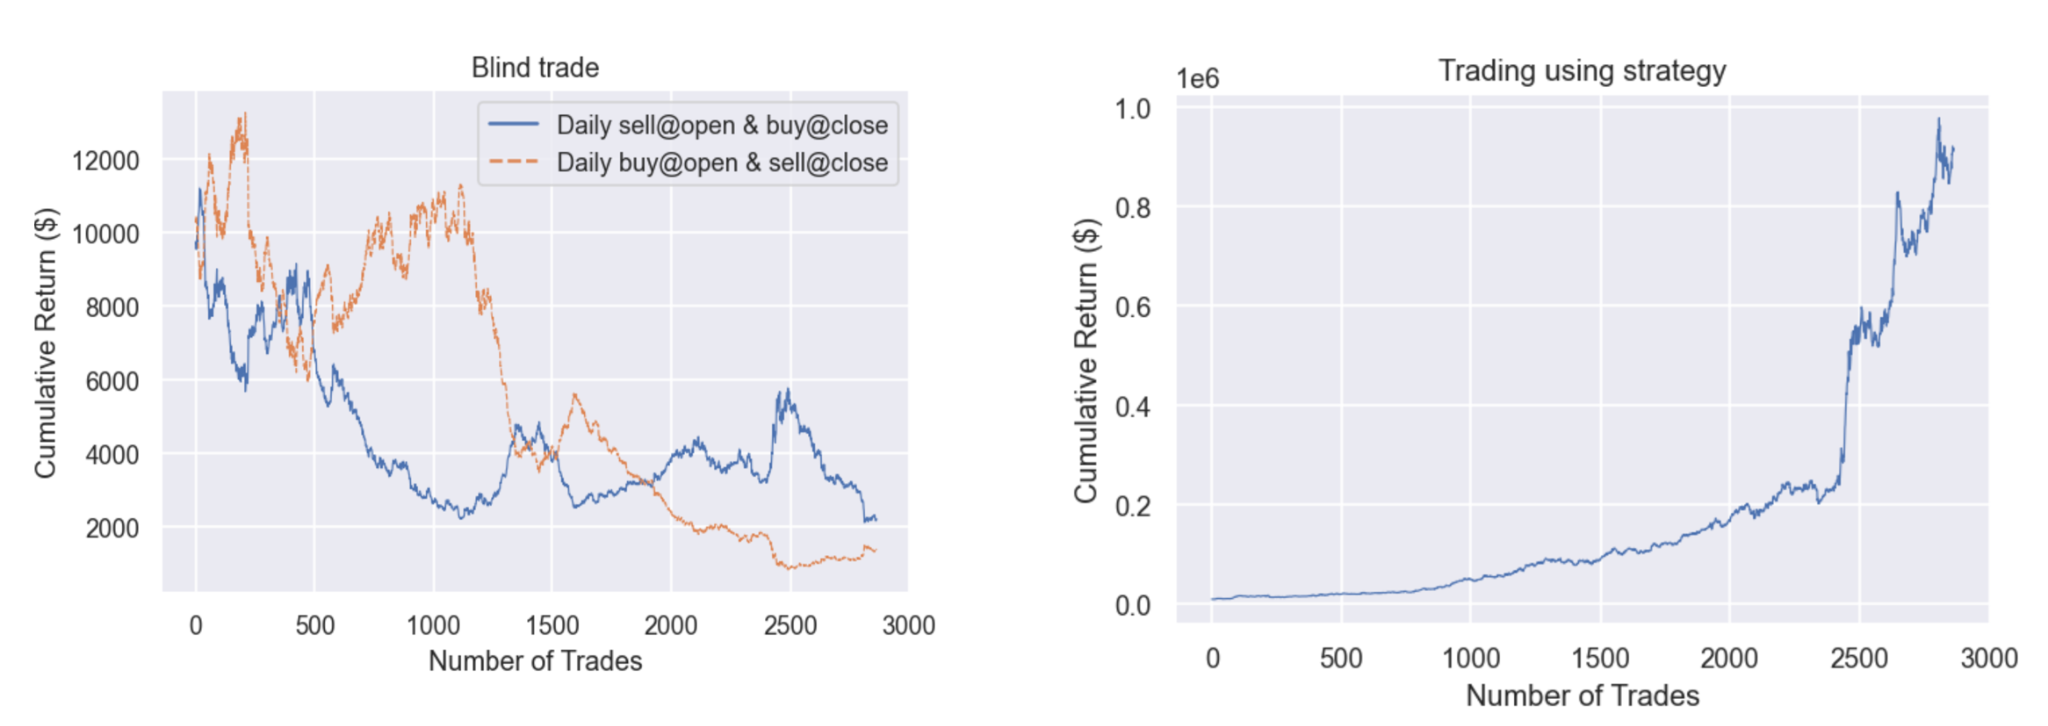 Blind trade
Daily sell@open & buy@close
Daily buy@open & sell@close
12000
10000
8000
6000
4000
2000
Cumulative Return ($)
0 500 1000 1500 2000 2500 3000
Number of Trades
Trading using strategy
1e6
1.0
0.8
0.6
0.4
0.2
0.0
Cumulative Return ($)
0 500 1000 1500 2000 2500 3000
Number of Trades